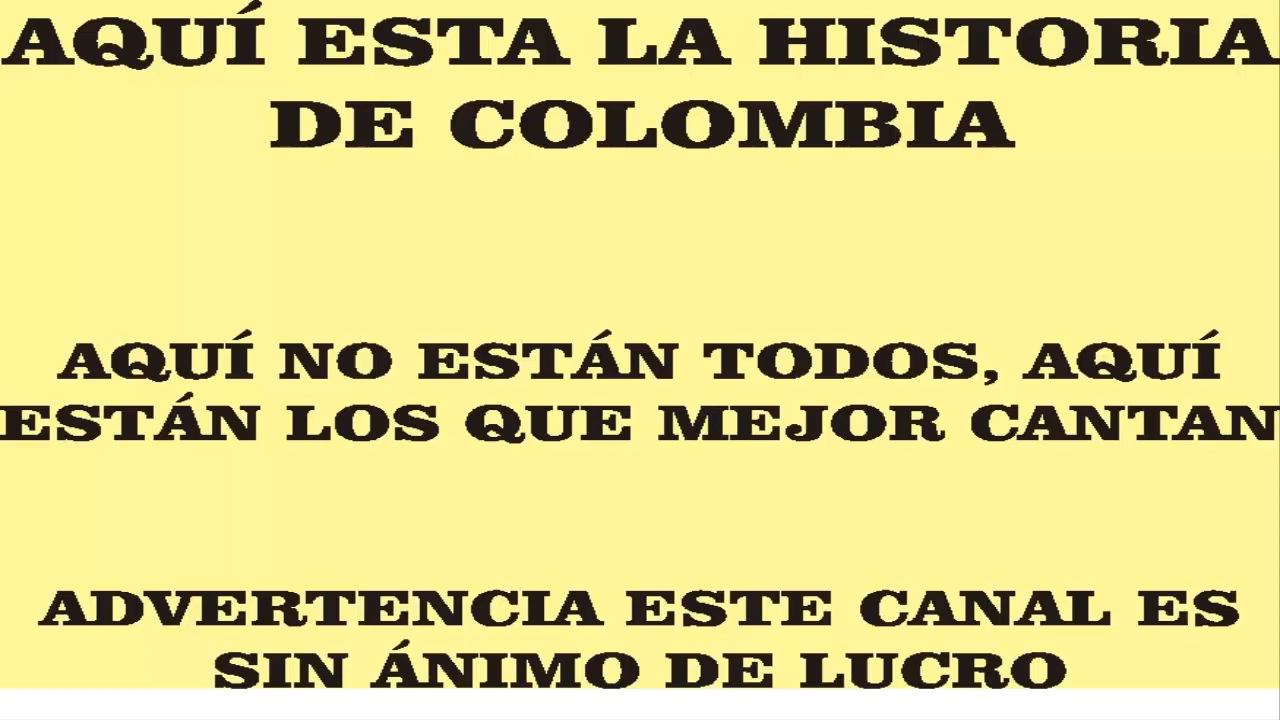 AQUÍ ESTA LA HISTORIA
DE COLOMBIA
AQUÍ NO ESTÁN TODOS, AQUÍ
ESTÁN LOS QUE MEJOR CANTAN
ADVERTENCIA ESTE CANAL ES
SIN ÁNIMO DE LUCRO